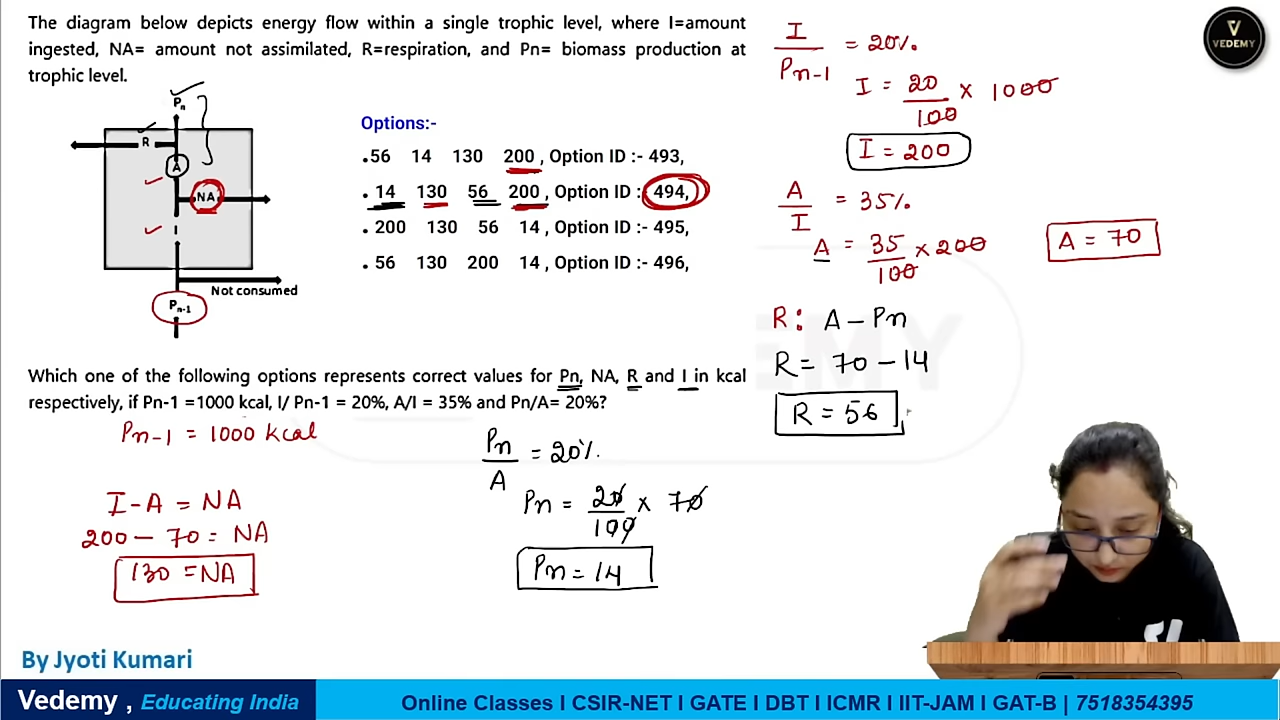 The diagram below depicts energy flow within a single trophic level, where I=amount
ingested, NA= amount not assimilated, R=respiration, and Pn= biomass production at
trophic level.
Pn
R
A
NA
I
Not consumed
Pn-1
Options:-
.56 14 130 200, Option ID :- 493,
. 14 130 56 200, Option ID : 494,
. 200 130 56 14, Option ID :- 495,
. 56 130 200 14, Option ID :- 496,
Which one of the following options represents correct values for Pn, NA, R and I in kcal
respectively, if Pn-1 =1000 kcal, I/ Pn-1 = 20%, A/I = 35% and Pn/A= 20%?
Pn-1 = 1000 kcal
I-A = NA
200 - 70 = NA
130 = NA
Pn/A = 20%.
Pn = 20/100 × 70
Pn = 14
I/Pn-1 = 20%.
I = 20/100 × 1000
I = 200
A/I = 35%.
A = 35/100 × 200
A = 70
R: A - Pn
R = 70 - 14
R = 56
VEDEMY
By Jyoti Kumari
Vedemy , Educating India
Online Classes I CSIR-NET I GATE I DBT I ICMR I IIT-JAM I GAT-B | 7518354395